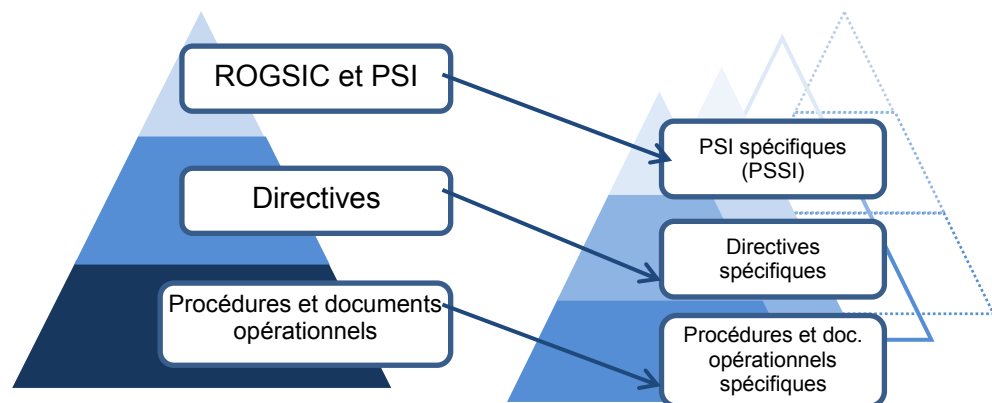 ROGSIC et PSI
Directives
Procédures et documents
opérationnels
PSI spécifiques
(PSSI)
Directives
spécifiques
Procédures et doc.
opérationnels
spécifiques